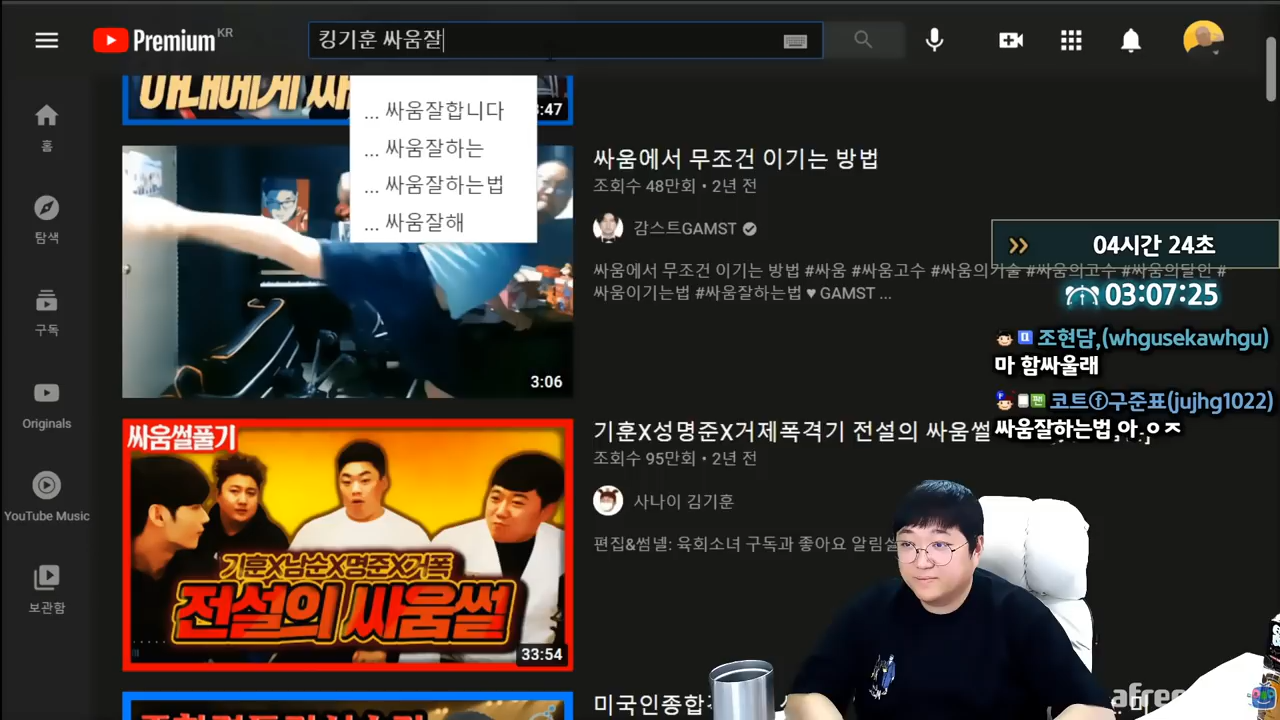 Premium KR
킹기훈 싸움잘
... 싸움잘합니다
... 싸움잘하는
... 싸움잘하는법
... 싸움잘해
홈
탐색
구독
Originals
YouTube Music
보관함
아내에게
:47
3:06
싸움에서 무조건 이기는 방법
조회수 48만회 • 2년 전
감스트GAMST
싸움에서 무조건 이기는 방법 #싸움 #싸움고수 #싸움의기술 #싸움의고수 #싸움의달인 #
싸움이기는법 #싸움잘하는법 ♥ GAMST ...
04시간 24초
03:07:25
조현담,(whgusekawhgu)
마 함싸울래
팬 코트ⓕ구준표(jujhg1022)
싸움잘하는법 아.ㅇㅈ
싸움썰풀기
기훈X남순X명준X거폭
전설의 싸움썰
33:54
기훈X성명준X거제폭격기 전설의 싸움썰
조회수 95만회 • 2년 전
사나이 김기훈
편집&썸넬: 육회소녀 구독과 좋아요 알림
미국인종합
afree